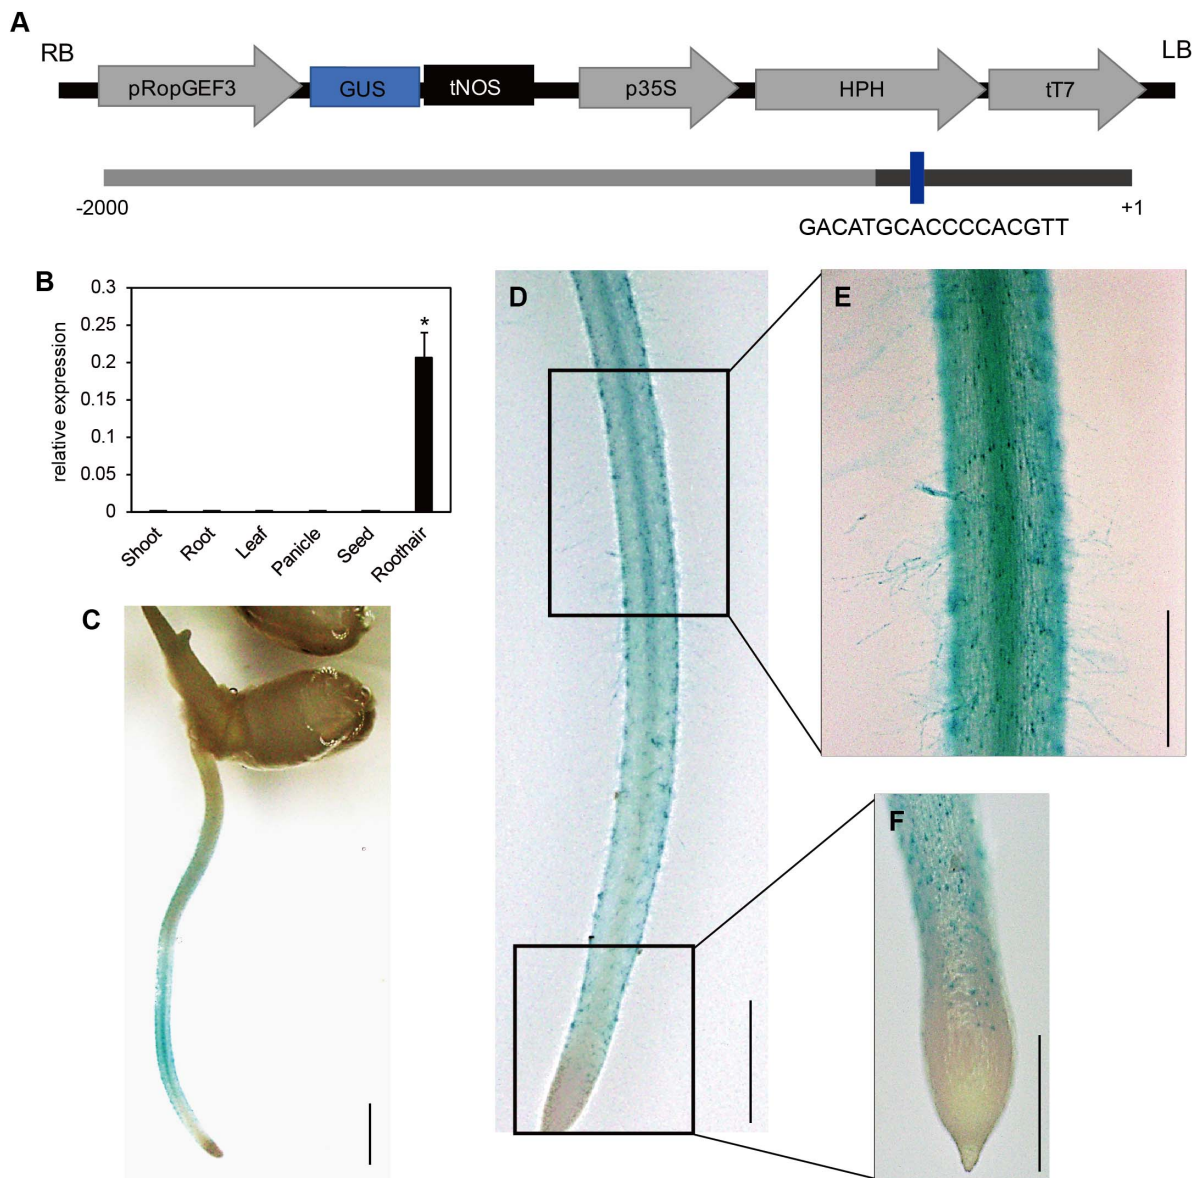 A
RB
LB
pRopGEF3
GUS
tNOS
p35S
HPH
tT7
-2000
+1
GACATGCACCCCACGTT
B
relative expression
0.3
0.25
0.2
0.15
0.1
0.05
0
*
Shoot
Root
Leaf
Panicle
Seed
Roothair
C
D
E
F